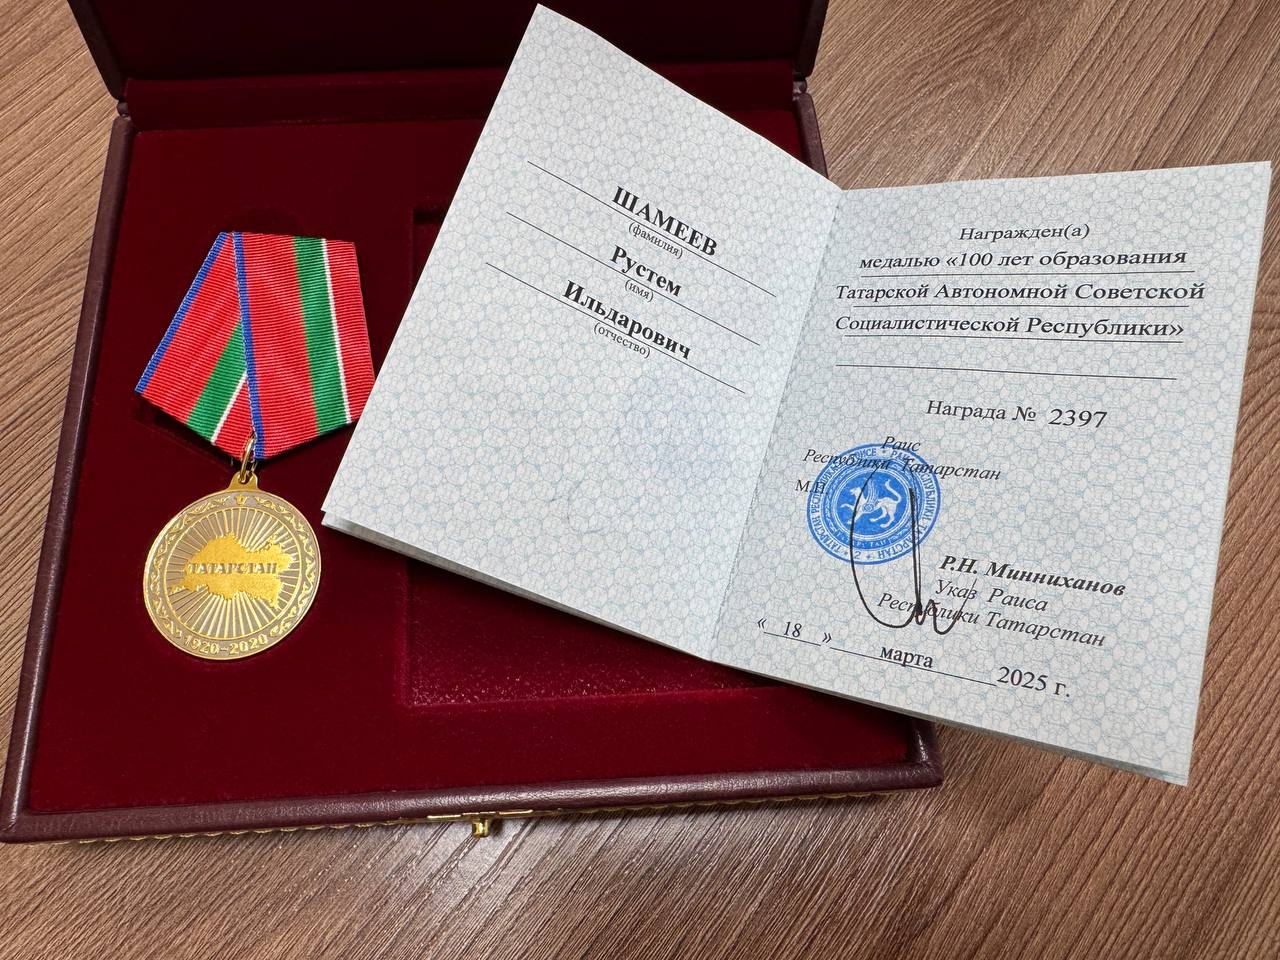 ШАМЕЕВ
(фамилия)
Рустем
(имя)
Ильдарович
(отчество)
Награжден(а)
медалью «100 лет образования
Татарской Автономной Советской
Социалистической Республики»
Награда № 2397
Раис
Республики Татарстан
М.П.
Р.Н. Минниханов
Указ Раиса
Республики Татарстан
« 18 » марта 2025 г.
ТАТАРСТАН
1920-2020